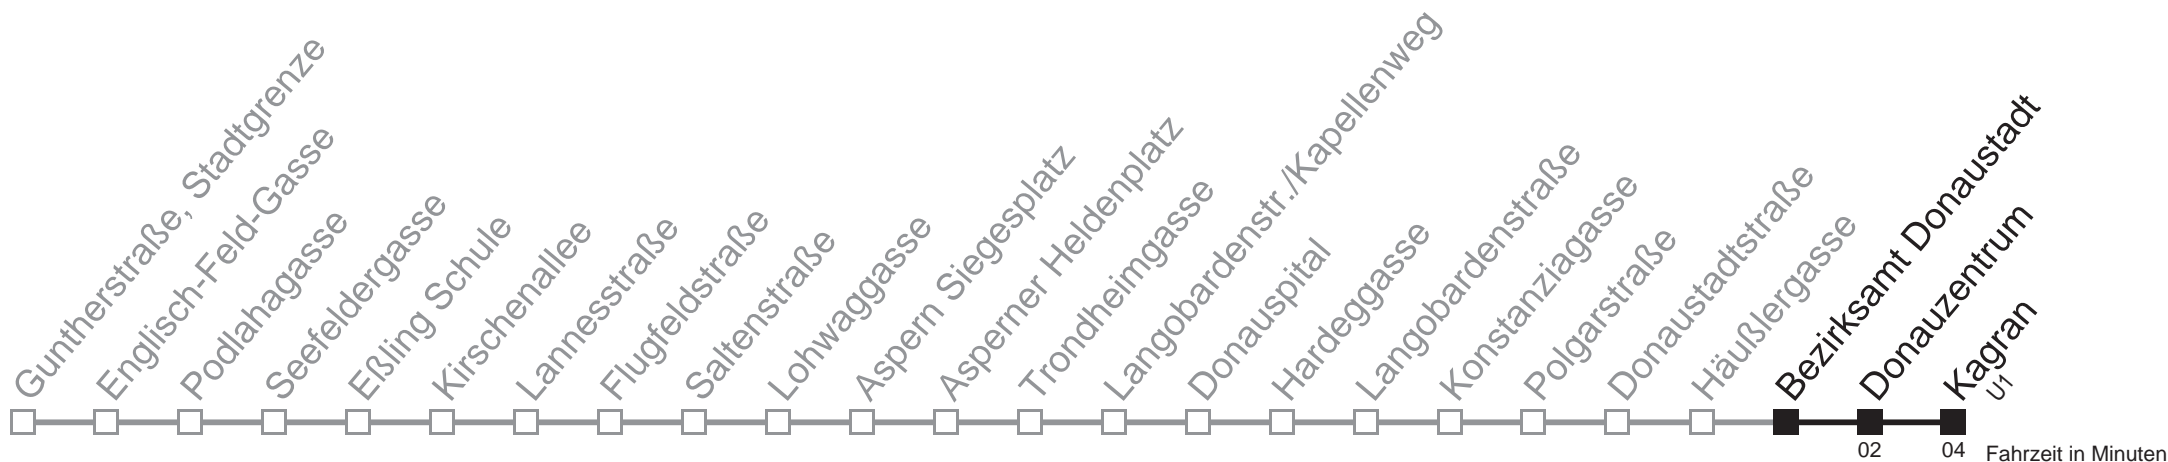 Guntherstraße, Stadtgrenze
Englisch-Feld-Gasse
Podlahagasse
Seefeldergasse
Eßling Schule
Kirschenallee
Lannesstraße
Flugfeldstraße
Saltenstraße
Lohwaggasse
Aspern Siegesplatz
Asperner Heldenplatz
Trondheimgasse
Langobardenstr./Kapellenweg
Donauspital
Hardeggasse
Langobardenstraße
Konstanziagasse
Polgarstraße
Donaustadtstraße
Häußlergasse
Bezirksamt Donaustadt
Donauzentrum
Kagran
U1
02
04
Fahrzeit in Minuten